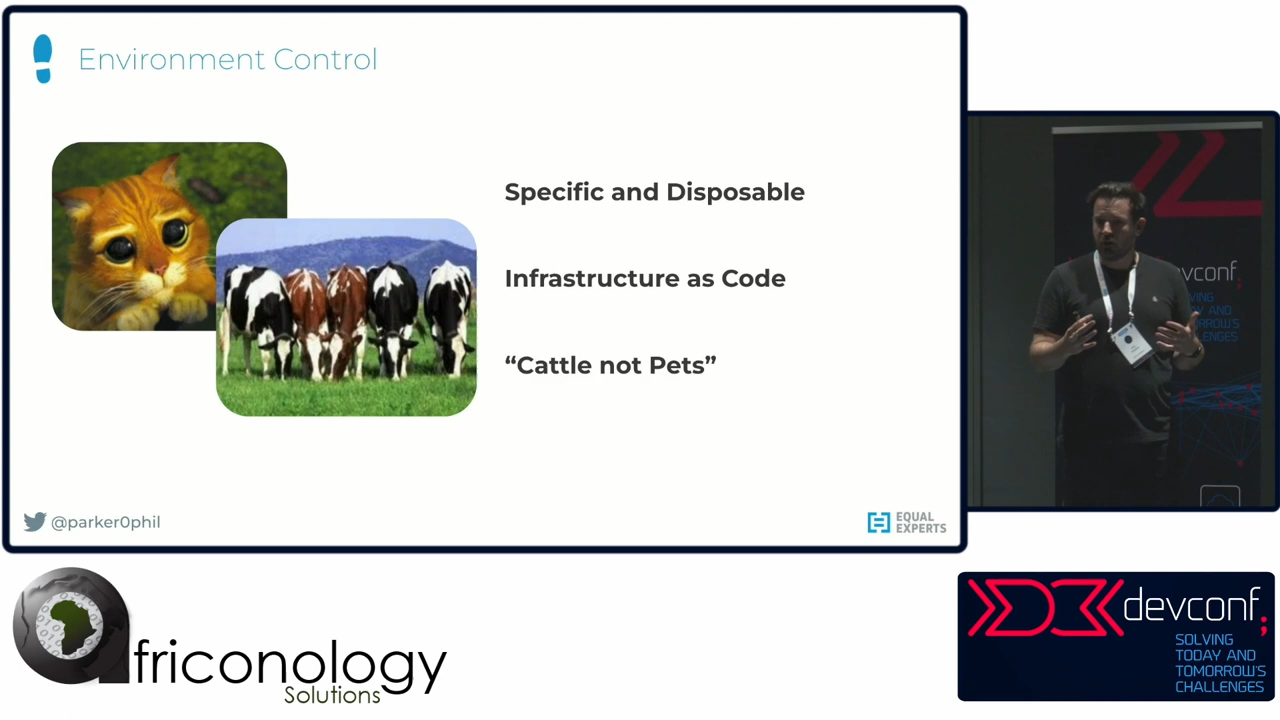 Environment Control
Specific and Disposable
Infrastructure as Code
“Cattle not Pets”
@parker0phil
EQUAL
EXPERTS
devconf;
africonology
Solutions
devconf;
SOLVING
TODAY AND
TOMORROW'S
CHALLENGES